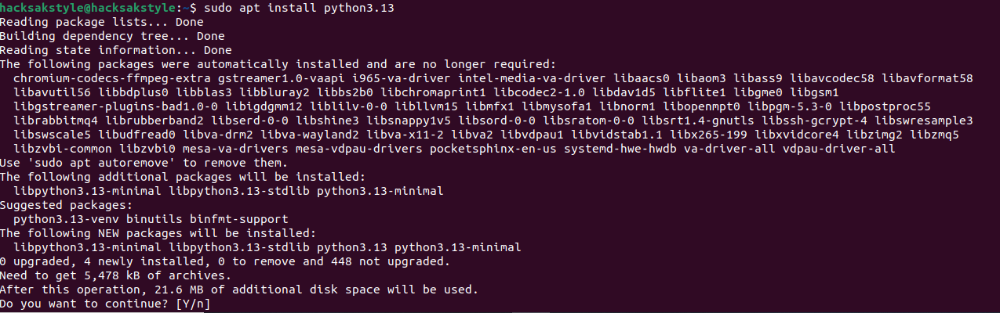 hacksakstyle@hacksakstyle:~$ sudo apt install python3.13
Reading package lists... Done
Building dependency tree... Done
Reading state information... Done
The following packages were automatically installed and are no longer required:
  chromium-codecs-ffmpeg-extra gstreamer1.0-vaapi i965-va-driver intel-media-va-driver libaacs0 libaom3 libass9 libavcodec58 libavformat58
  libavutil56 libbdplus0 libblas3 libbluray2 libbs2b0 libchromaprint1 libcodec2-1.0 libdav1d5 libflite1 libgme0 libgsm1
  libgstreamer-plugins-bad1.0-0 libigdgmm12 liblilv-0-0 libllvm15 libmfx1 libmysofa1 libnorm1 libopenmpt0 libpgm-5.3-0 libpostproc55
  librabbitmq4 librubberband2 libserd-0-0 libshine3 libsnappy1v5 libsord-0-0 libsratom-0-0 libsrt1.4-gnutls libssh-gcrypt-4 libswresample3
  libswscale5 libudfread0 libva-drm2 libva-wayland2 libva-x11-2 libva2 libvdpau1 libvidstab1.1 libx265-199 libxvidcore4 libzimg2 libzmq5
  libzvbi-common libzvbi0 mesa-va-drivers mesa-vdpau-drivers pocketsphinx-en-us systemd-hwe-hwdb va-driver-all vdpau-driver-all
Use 'sudo apt autoremove' to remove them.
The following additional packages will be installed:
  libpython3.13-minimal libpython3.13-stdlib python3.13-minimal
Suggested packages:
  python3.13-venv binutils binfmt-support
The following NEW packages will be installed:
  libpython3.13-minimal libpython3.13-stdlib python3.13 python3.13-minimal
0 upgraded, 4 newly installed, 0 to remove and 448 not upgraded.
Need to get 5,478 kB of archives.
After this operation, 21.6 MB of additional disk space will be used.
Do you want to continue? [Y/n]